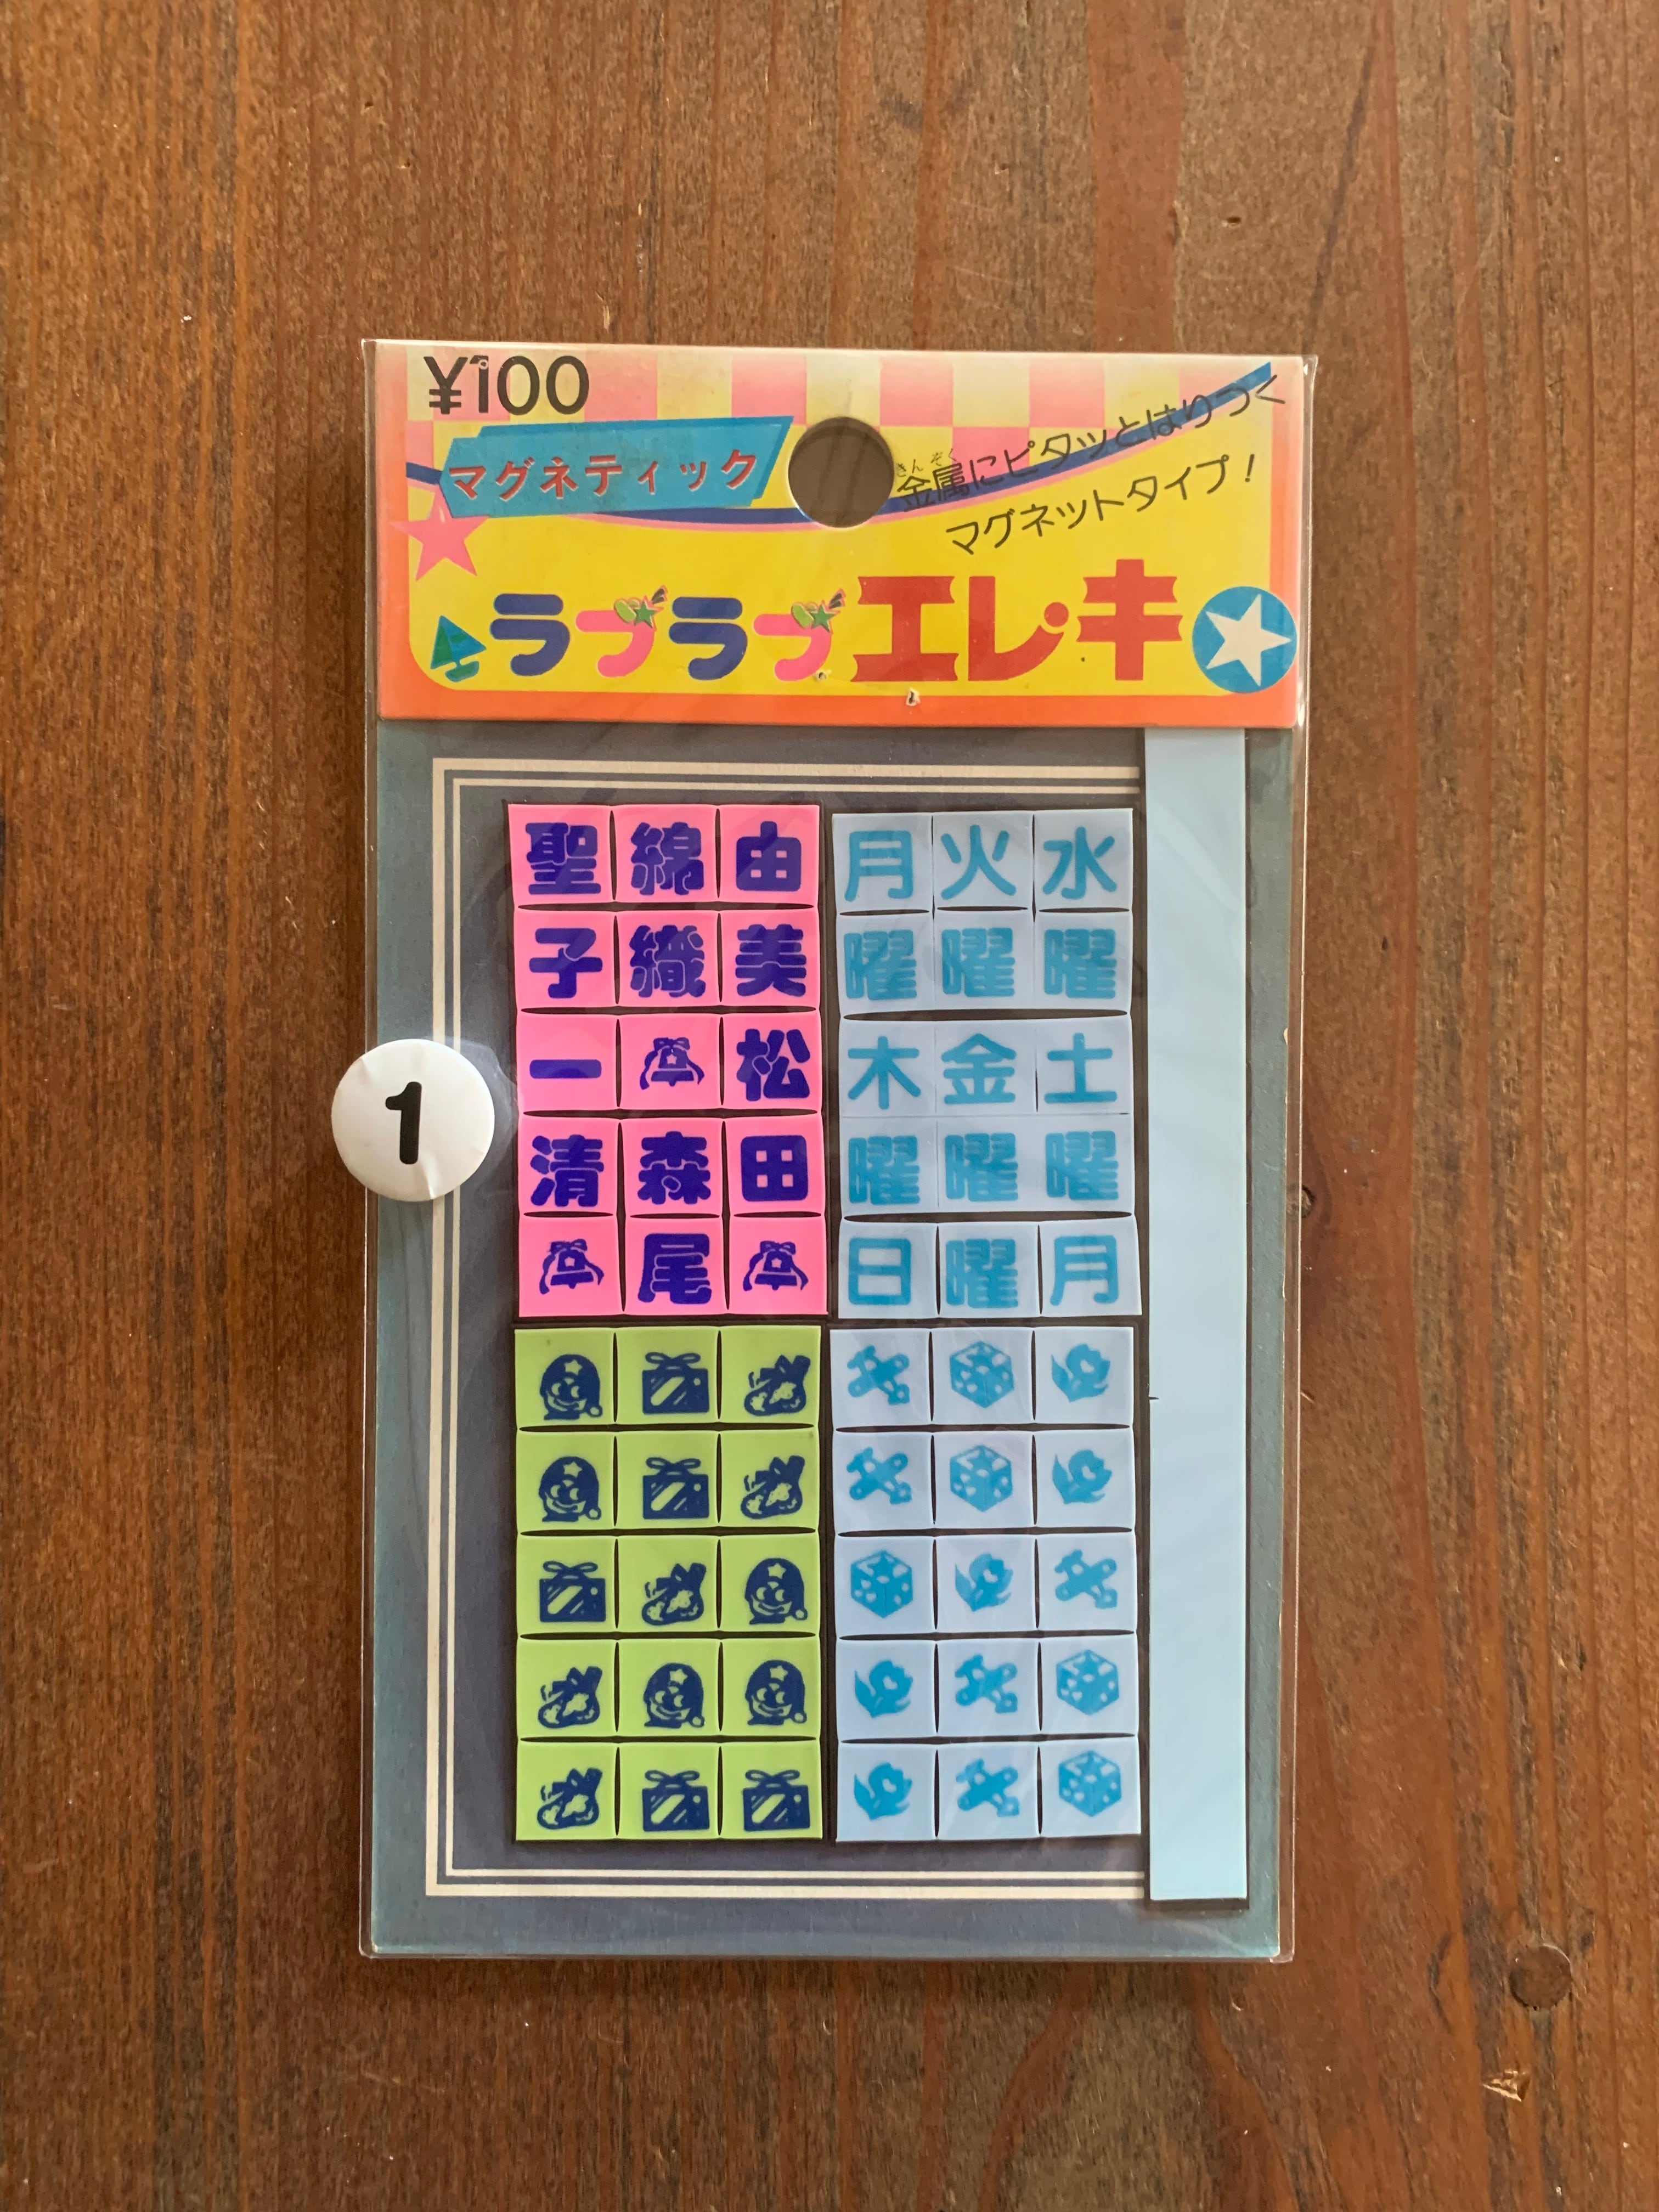 ¥100
マグネティック
きんぞく
金属にピタッとはりつく
マグネットタイプ!
ラブラブエレキ
1
聖 綿 由
子 織 美
一 松
清 森 田
尾
月 火 水
曜 曜 曜
木 金 土
曜 曜 曜
日 曜 月